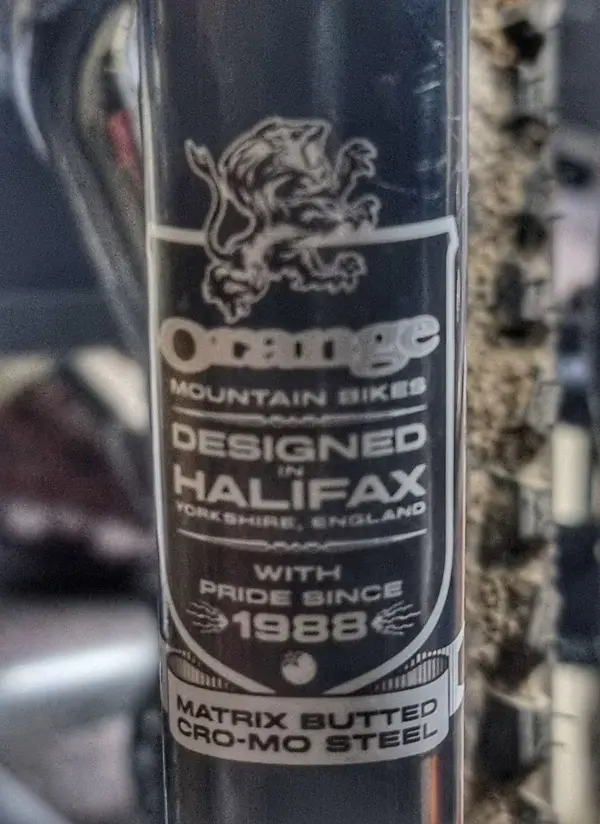 Orange
MOUNTAIN BIKES
DESIGNED
IN
HALIFAX
YORKSHIRE, ENGLAND
WITH
PRIDE SINCE
1988
MATRIX BUTTED
CRO-MO STEEL